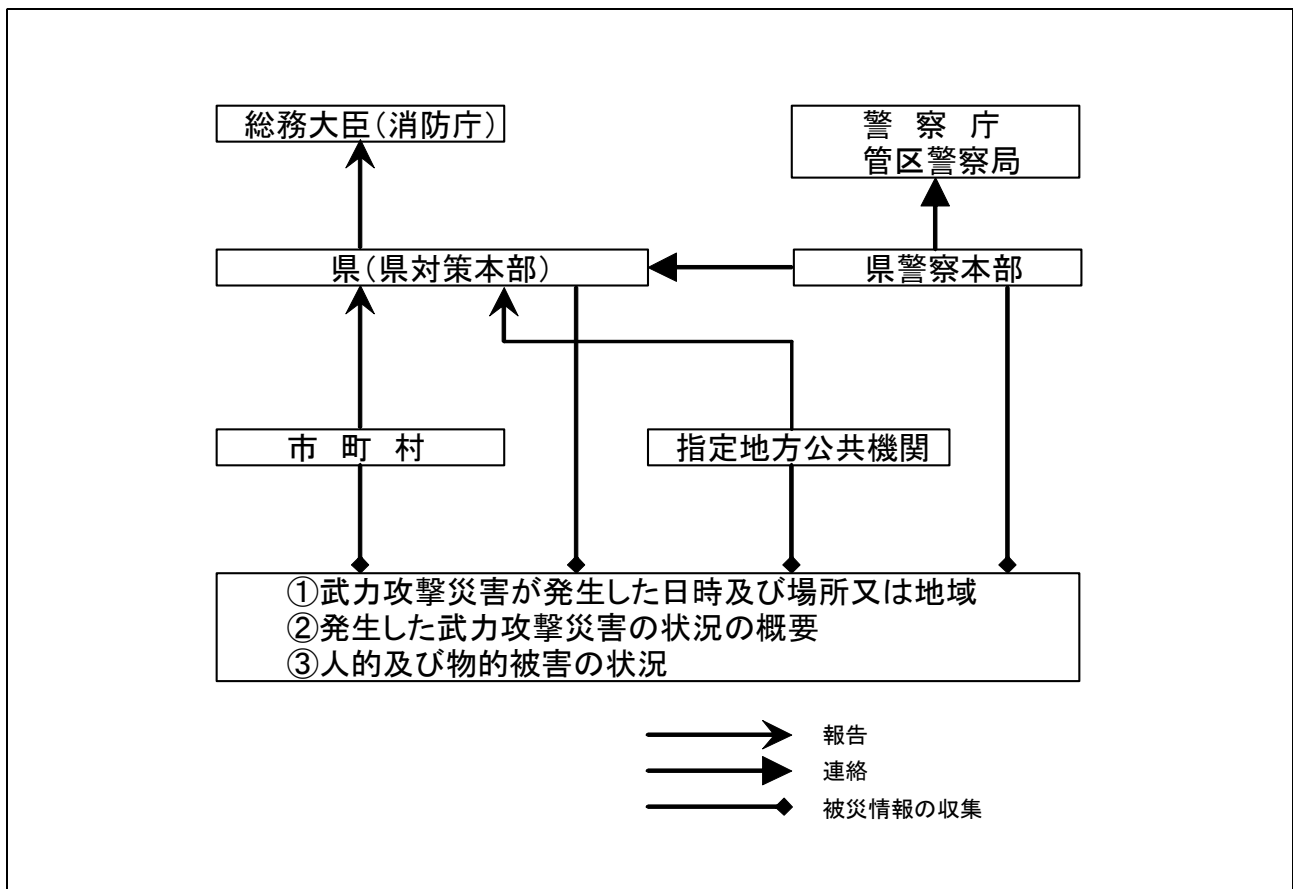 総務大臣（消防庁）
警　察　庁
管区警察局
県（県対策本部）
県警察本部
市　町　村
指定地方公共機関
①武力攻撃災害が発生した日時及び場所又は地域
②発生した武力攻撃災害の状況の概要
③人的及び物的被害の状況
報告
連絡
被災情報の収集